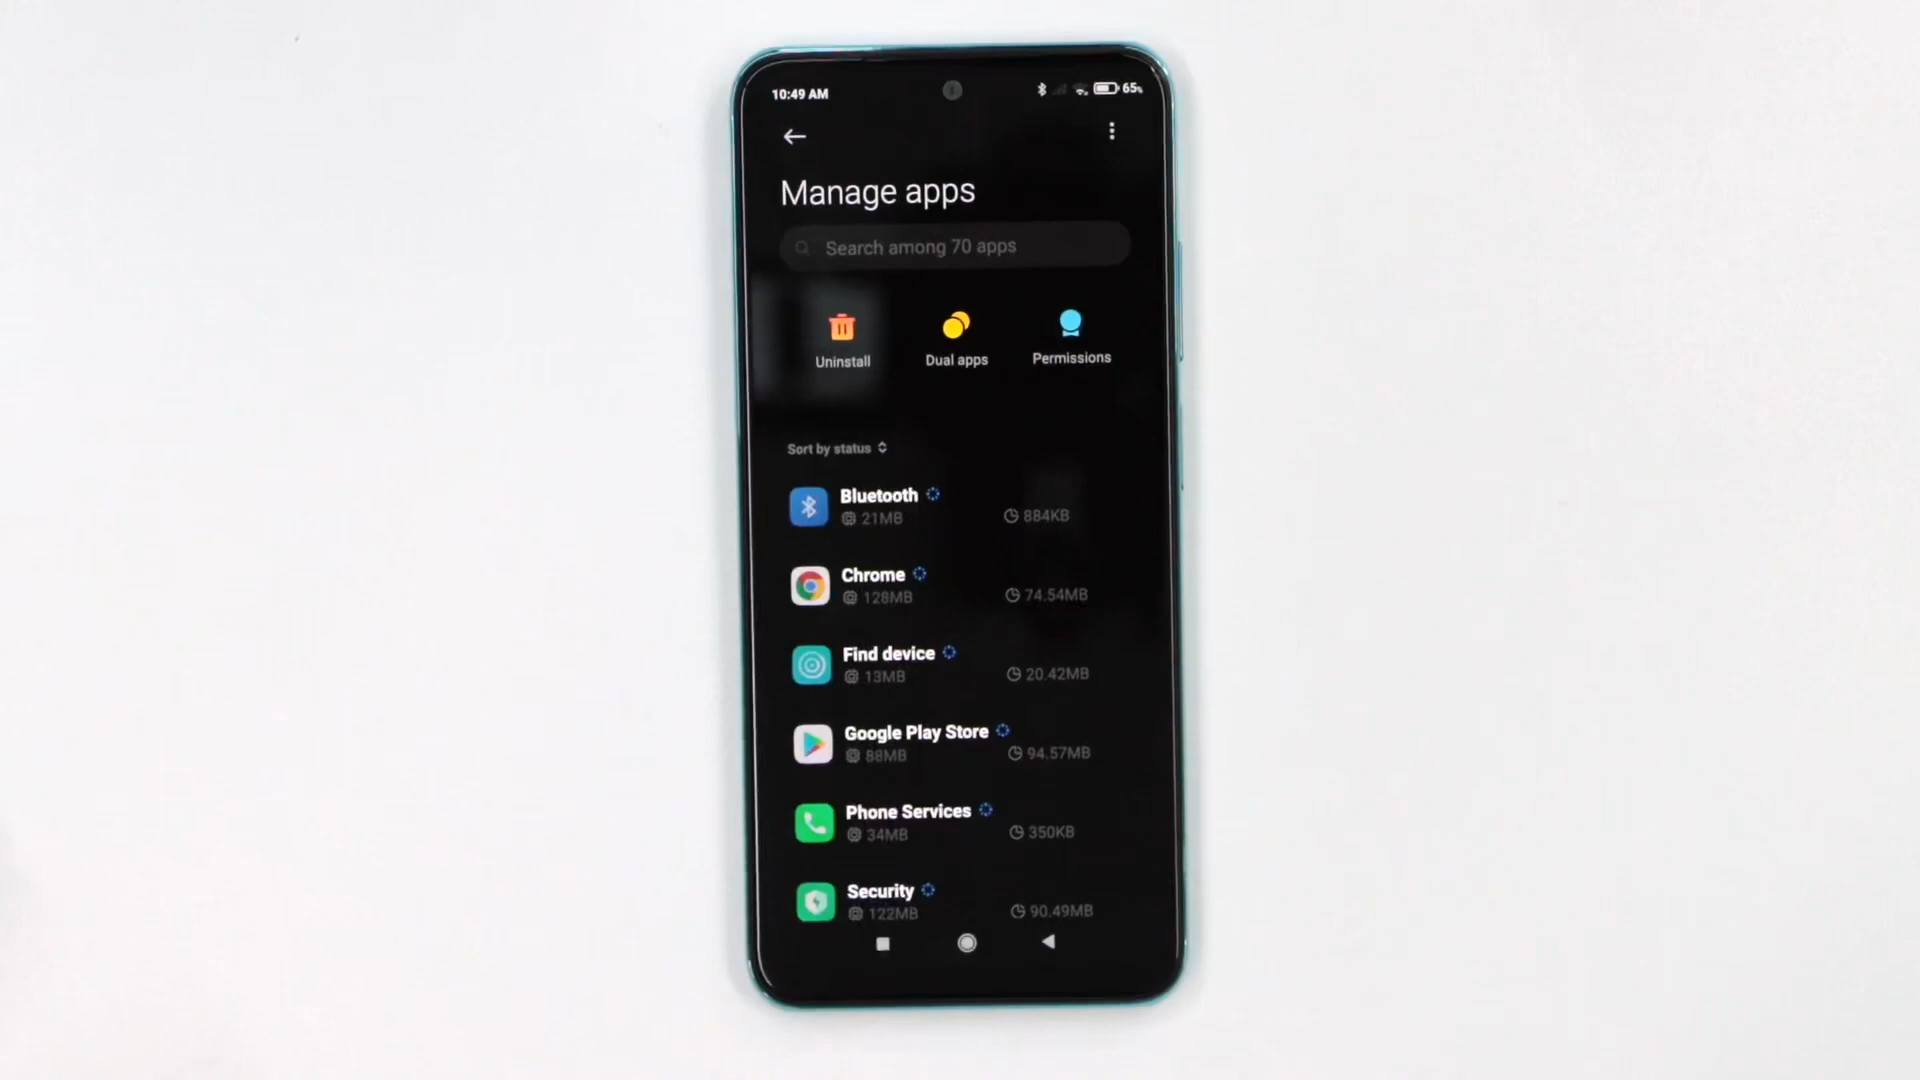 10:49 AM 65%
Manage apps
Search among 70 apps
Uninstall Dual apps Permissions
Sort by status
Bluetooth
21MB 884KB
Chrome
128MB 74.54MB
Find device
13MB 20.42MB
Google Play Store
88MB 94.57MB
Phone Services
34MB 350KB
Security
122MB 90.49MB